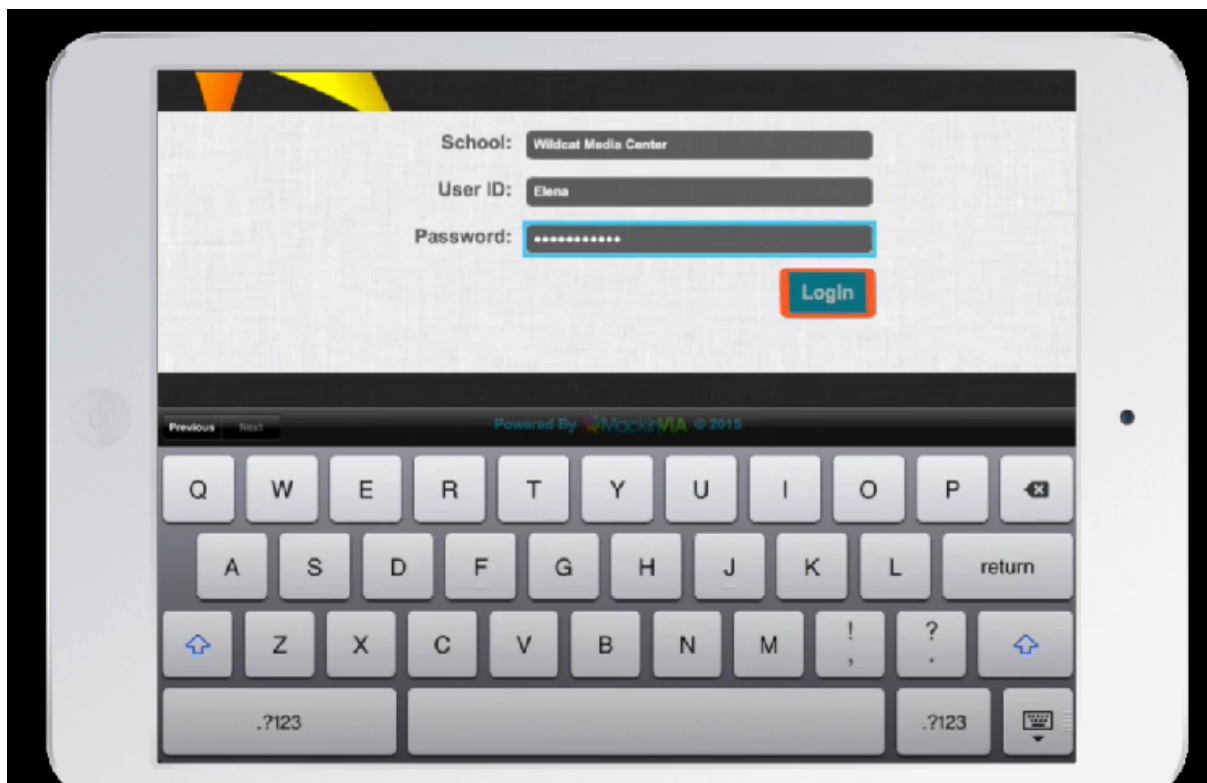 School: Wildcat Media Center
User ID: Elena
Password: •••••••••••
LogIn
Previous Next Powered By MackinVIA © 2015
Q W E R T Y U I O P
A S D F G H J K L return
Z X C V B N M ! , ? .
.?123 .?123